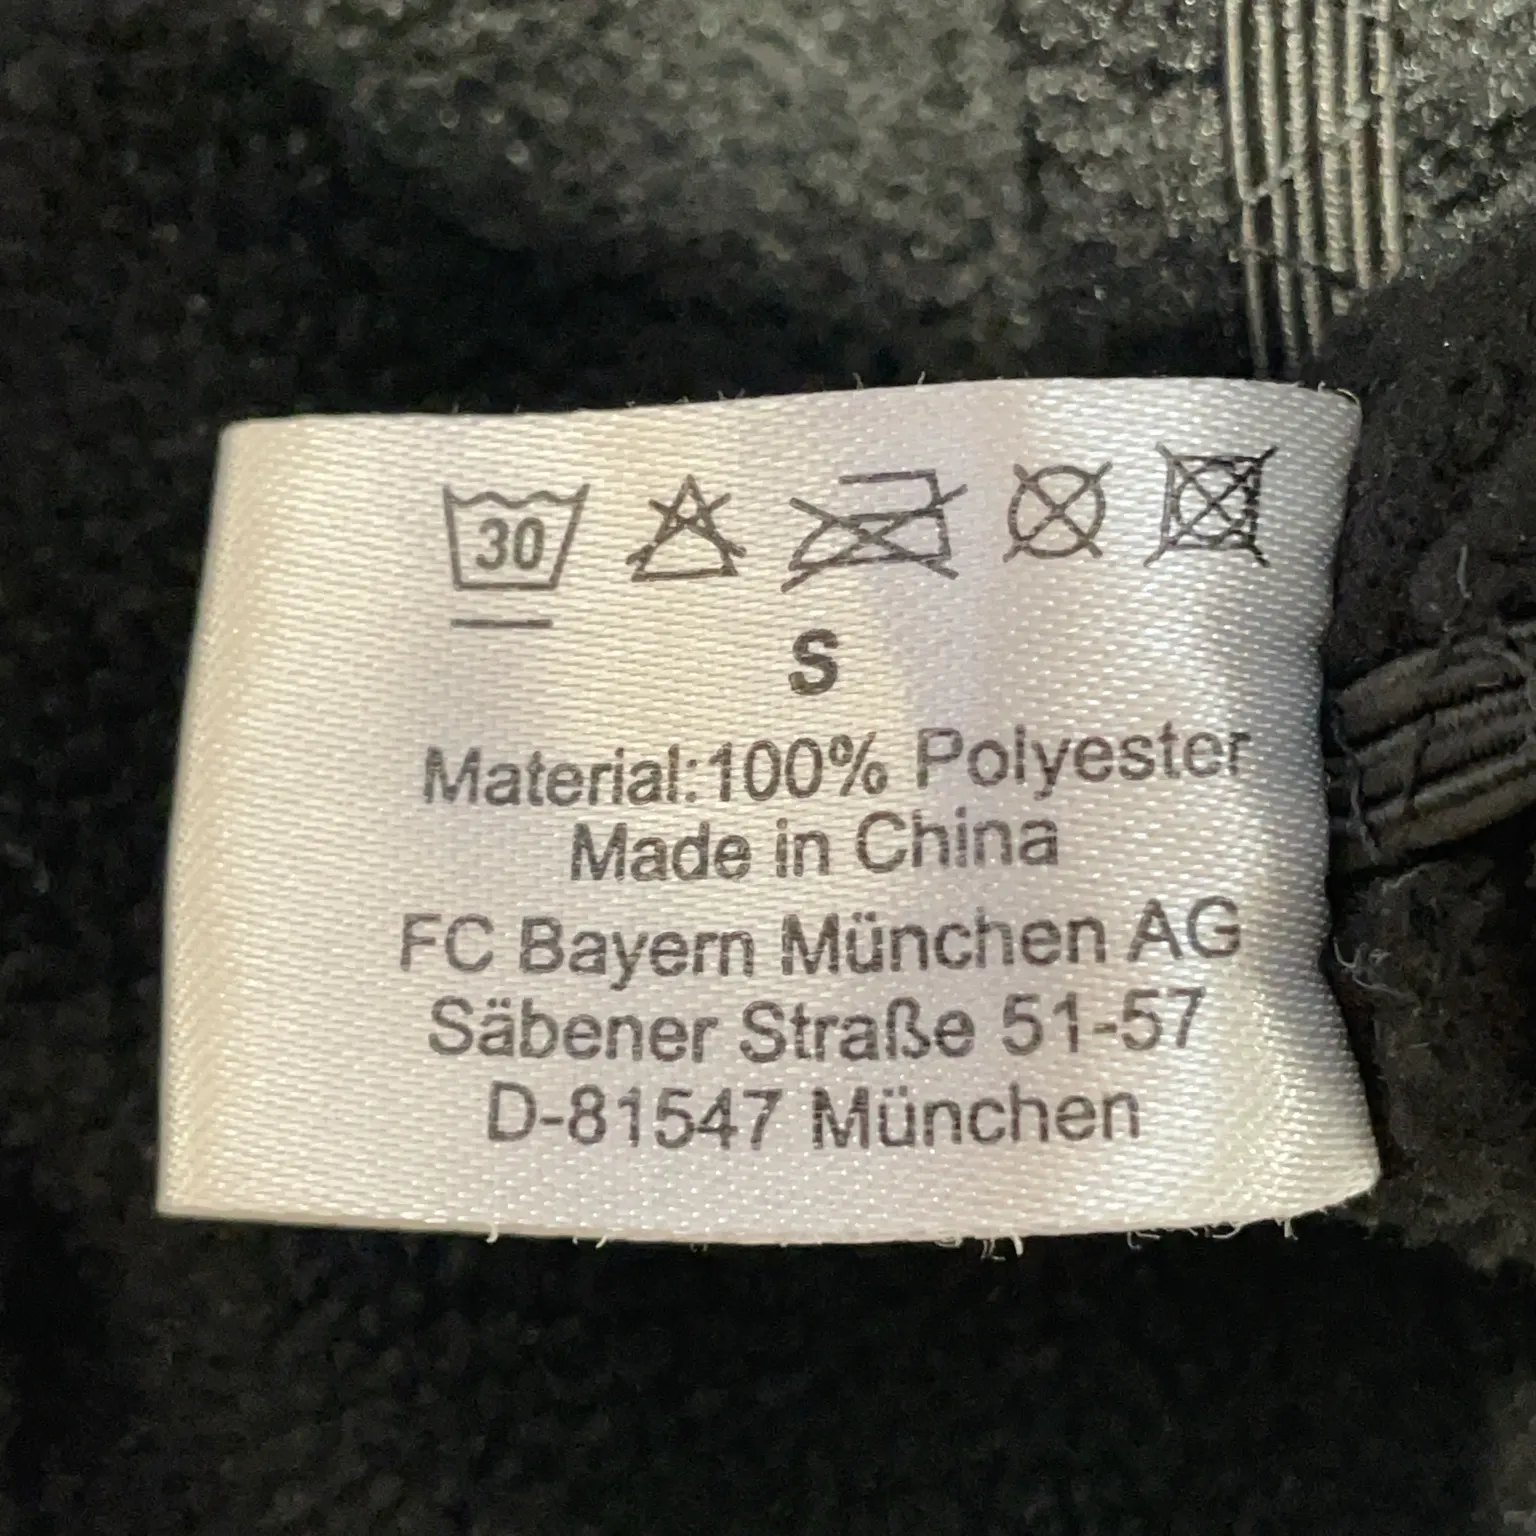 30
S
Material:100% Polyester
Made in China
FC Bayern München AG
Säbener Straße 51-57
D-81547 München